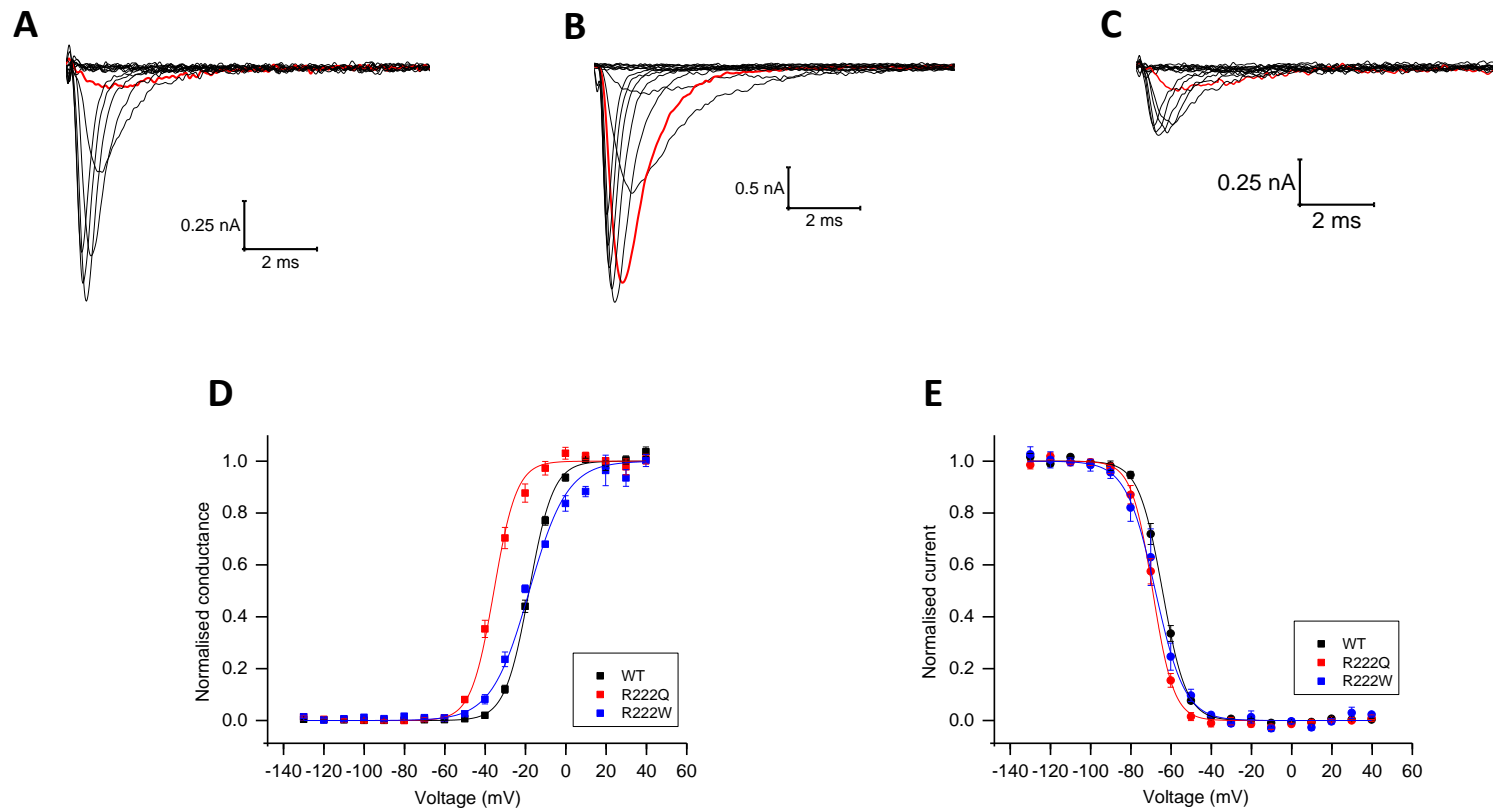 A
B
C
0.25 nA
2 ms
0.5 nA
2 ms
0.25 nA
2 ms
D
E
Normalised conductance
1.0
0.8
0.6
0.4
0.2
0.0
WT
R222Q
R222W
-140 -120 -100 -80 -60 -40 -20 0 20 40 60
Voltage (mV)
Normalised current
1.0
0.8
0.6
0.4
0.2
0.0
WT
R222Q
R222W
-140 -120 -100 -80 -60 -40 -20 0 20 40 60
Voltage (mV)